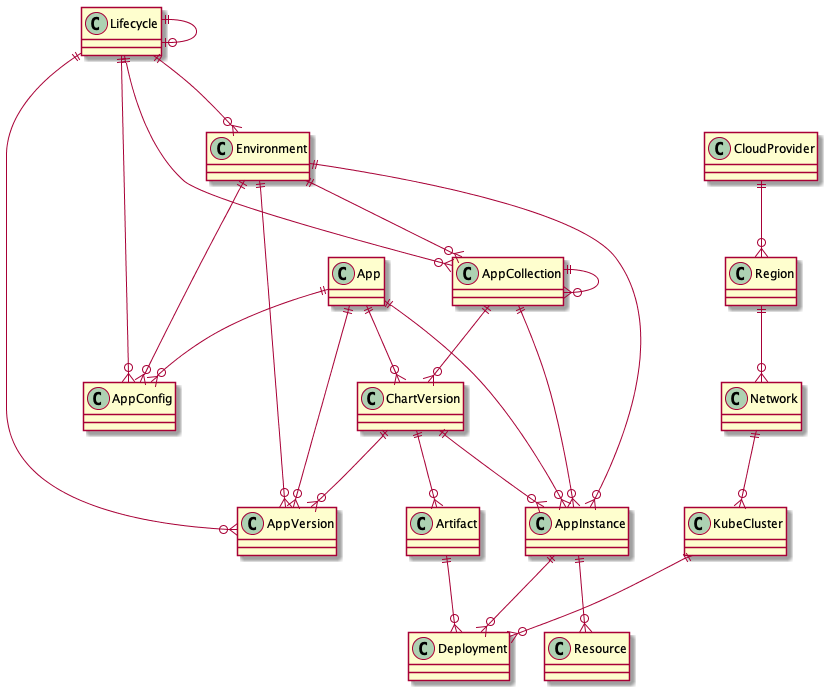 C Lifecycle
C Environment
C CloudProvider
C App
C AppCollection
C Region
C AppConfig
C ChartVersion
C Network
C AppVersion
C Artifact
C AppInstance
C KubeCluster
C Deployment
C Resource